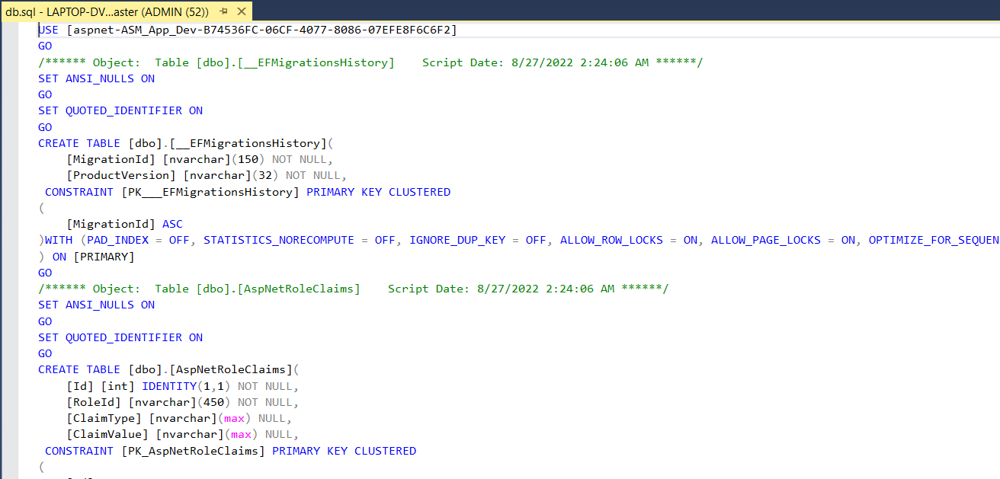 db.sql - LAPTOP-DV...aster (ADMIN (52))
USE [aspnet-ASM_App_Dev-B74536FC-06CF-4077-8086-07EFE8F6C6F2]
GO
/****** Object:  Table [dbo].[__EFMigrationsHistory]    Script Date: 8/27/2022 2:24:06 AM ******/
SET ANSI_NULLS ON
GO
SET QUOTED_IDENTIFIER ON
GO
CREATE TABLE [dbo].[__EFMigrationsHistory](
    [MigrationId] [nvarchar](150) NOT NULL,
    [ProductVersion] [nvarchar](32) NOT NULL,
 CONSTRAINT [PK___EFMigrationsHistory] PRIMARY KEY CLUSTERED
(
    [MigrationId] ASC
)WITH (PAD_INDEX = OFF, STATISTICS_NORECOMPUTE = OFF, IGNORE_DUP_KEY = OFF, ALLOW_ROW_LOCKS = ON, ALLOW_PAGE_LOCKS = ON, OPTIMIZE_FOR_SEQUEN
) ON [PRIMARY]
GO
/****** Object:  Table [dbo].[AspNetRoleClaims]    Script Date: 8/27/2022 2:24:06 AM ******/
SET ANSI_NULLS ON
GO
SET QUOTED_IDENTIFIER ON
GO
CREATE TABLE [dbo].[AspNetRoleClaims](
    [Id] [int] IDENTITY(1,1) NOT NULL,
    [RoleId] [nvarchar](450) NOT NULL,
    [ClaimType] [nvarchar](max) NULL,
    [ClaimValue] [nvarchar](max) NULL,
 CONSTRAINT [PK_AspNetRoleClaims] PRIMARY KEY CLUSTERED
(